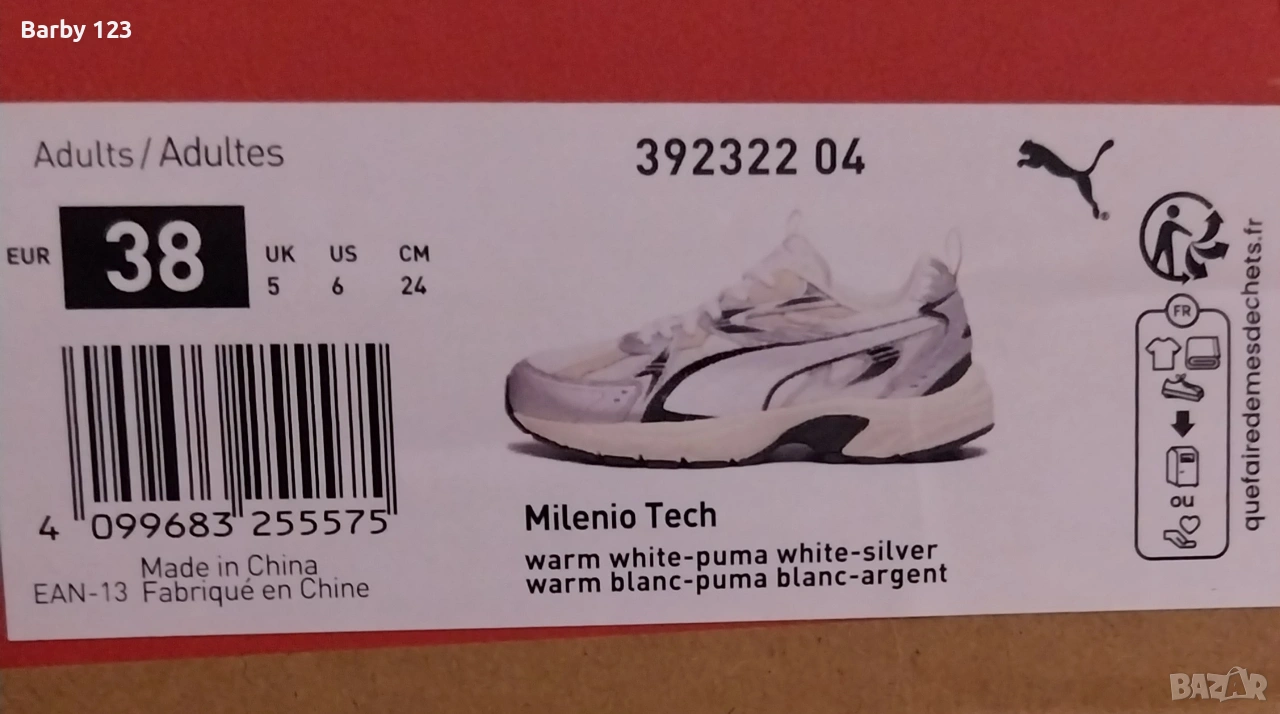 Barby 123
Adults / Adultes
392322 04
EUR 38
UK US CM
5 6 24
4 099683 255575
Made in China
EAN-13 Fabriqué en Chine
Milenio Tech
warm white-puma white-silver
warm blanc-puma blanc-argent
FR
ou
quefairedemesdechets.fr
BAZAR